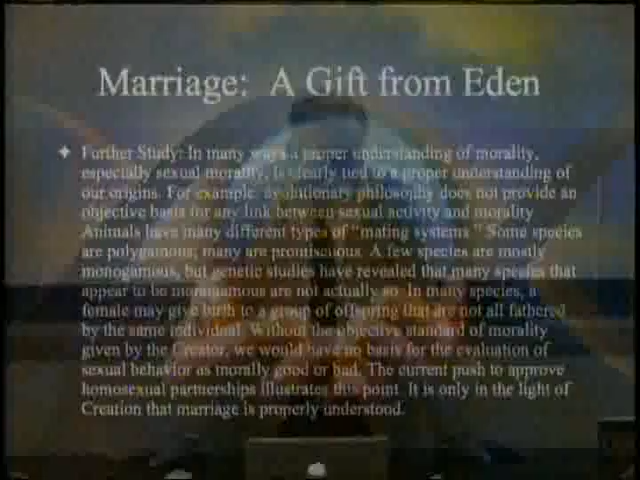 Marriage: A Gift from Eden
Further Study: In many ways a proper understanding of morality,
especially sexual morality, is clearly tied to a proper understanding of
our origins. For example, evolutionary philosophy does not provide an
objective basis for any link between sexual activity and morality
Animals have many different types of "mating systems." Some species
are polygamous; many are promiscuous. A few species are mostly
monogamous, but genetic studies have revealed that many species that
appear to be monogamous are not actually so. In many species, a
female may give birth to a group of offspring that are not all fathered
by the same individual. Without the objective standard of morality
given by the Creator, we would have no basis for the evaluation of
sexual behavior as morally good or bad. The current push to approve
homosexual partnerships illustrates this point. It is only in the light of
Creation that marriage is properly understood.